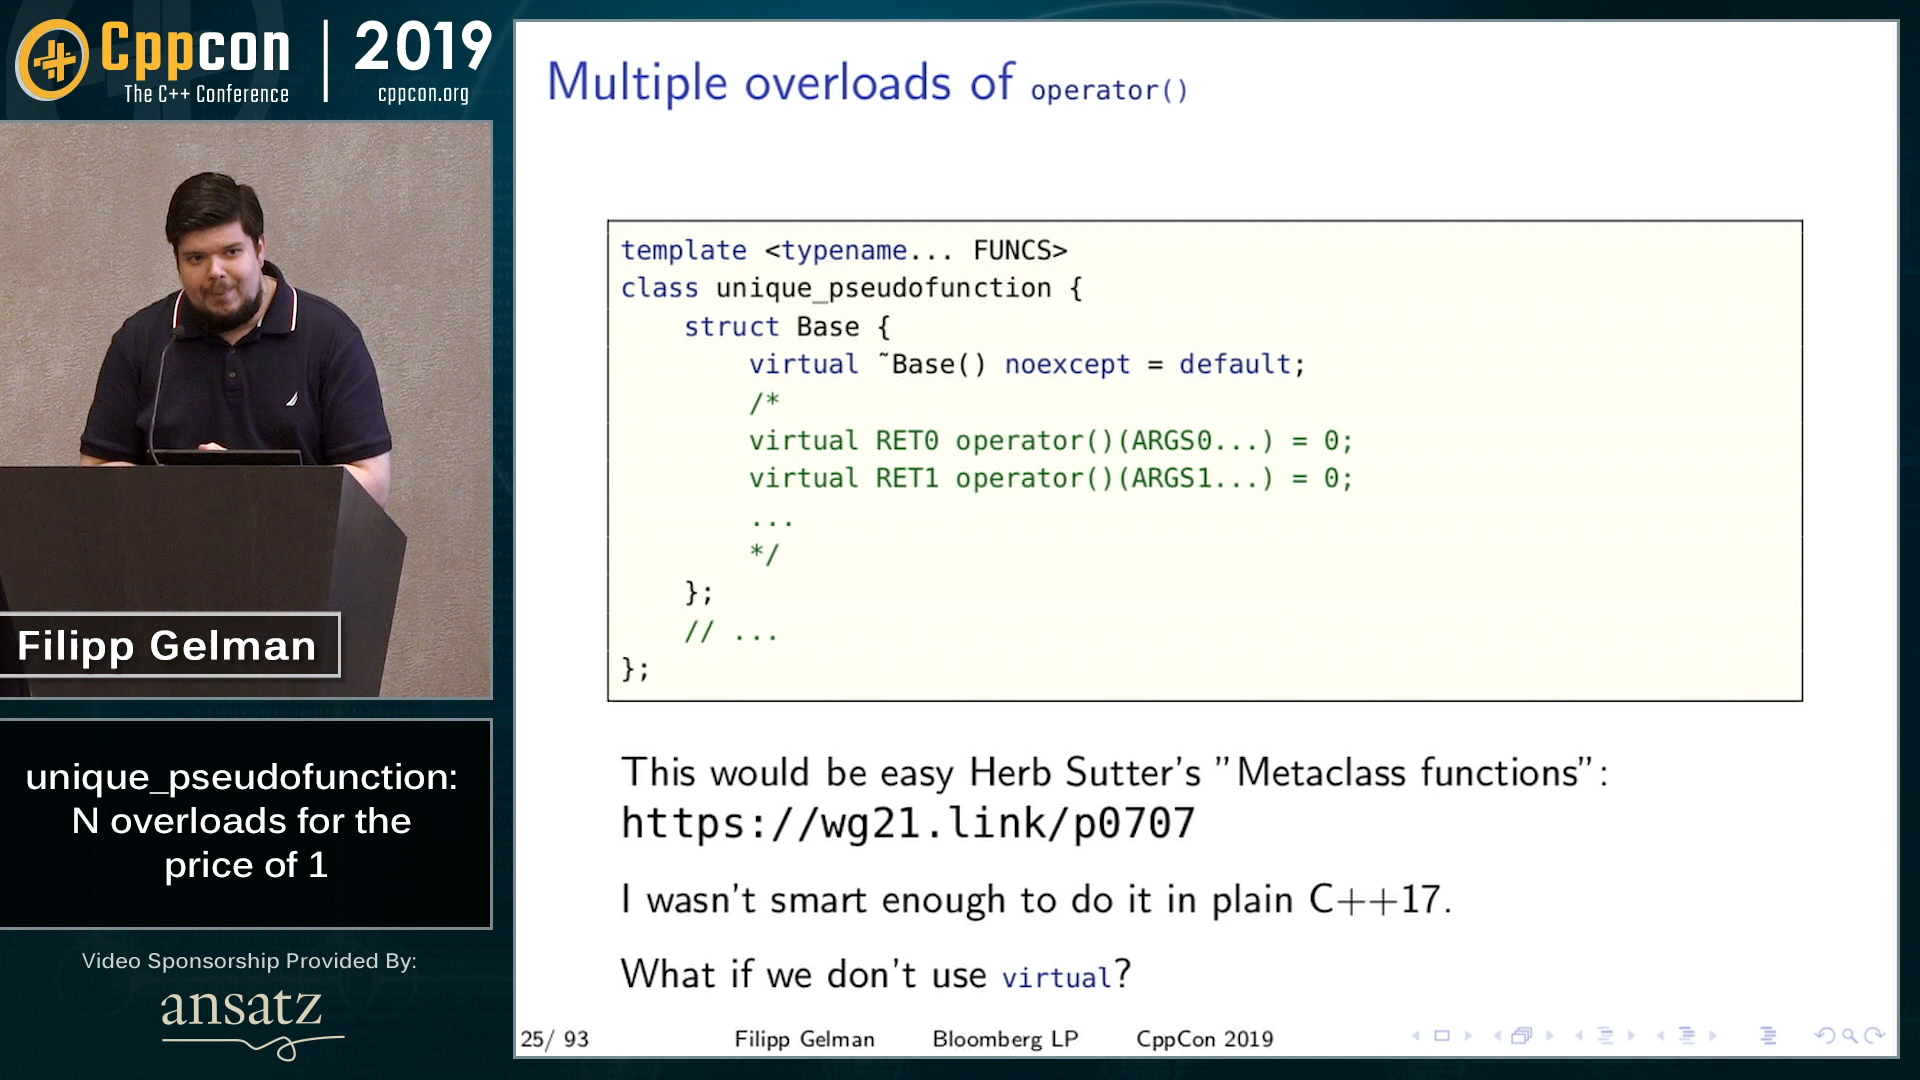 Cppcon | 2019
The C++ Conference
cppcon.org
Filipp Gelman
unique_pseudofunction:
N overloads for the
price of 1
Video Sponsorship Provided By:
ansatz
Multiple overloads of operator()
template <typename... FUNCS>
class unique_pseudofunction {
    struct Base {
        virtual ~Base() noexcept = default;
        /*
        virtual RET0 operator()(ARGS0...) = 0;
        virtual RET1 operator()(ARGS1...) = 0;
        ...
        */
    };
    // ...
};
This would be easy Herb Sutter's "Metaclass functions":
https://wg21.link/p0707
I wasn't smart enough to do it in plain C++17.
What if we don't use virtual?
25/ 93 Filipp Gelman Bloomberg LP CppCon 2019